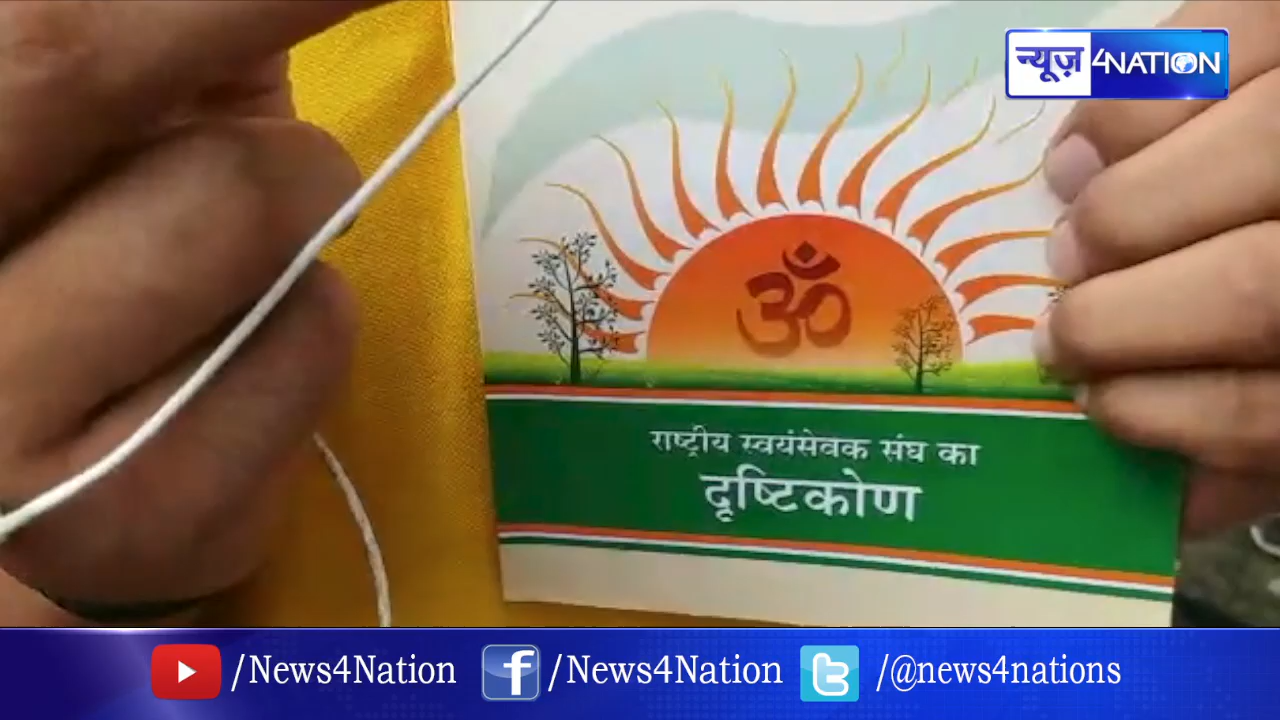 न्यूज़ 4NATION
ॐ
राष्ट्रीय स्वयंसेवक संघ का
दृष्टिकोण
/News4Nation /News4Nation /@news4nations